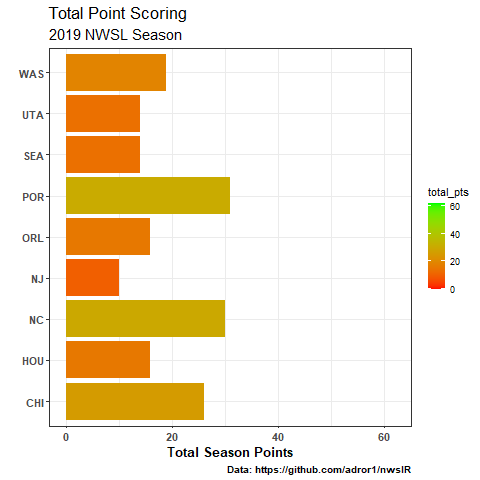 Total Point Scoring
2019 NWSL Season
WAS
UTA
SEA
POR
ORL
NJ
NC
HOU
CHI
0 20 40 60
Total Season Points
total_pts
60
40
20
0
Data: https://github.com/adror1/nwslR